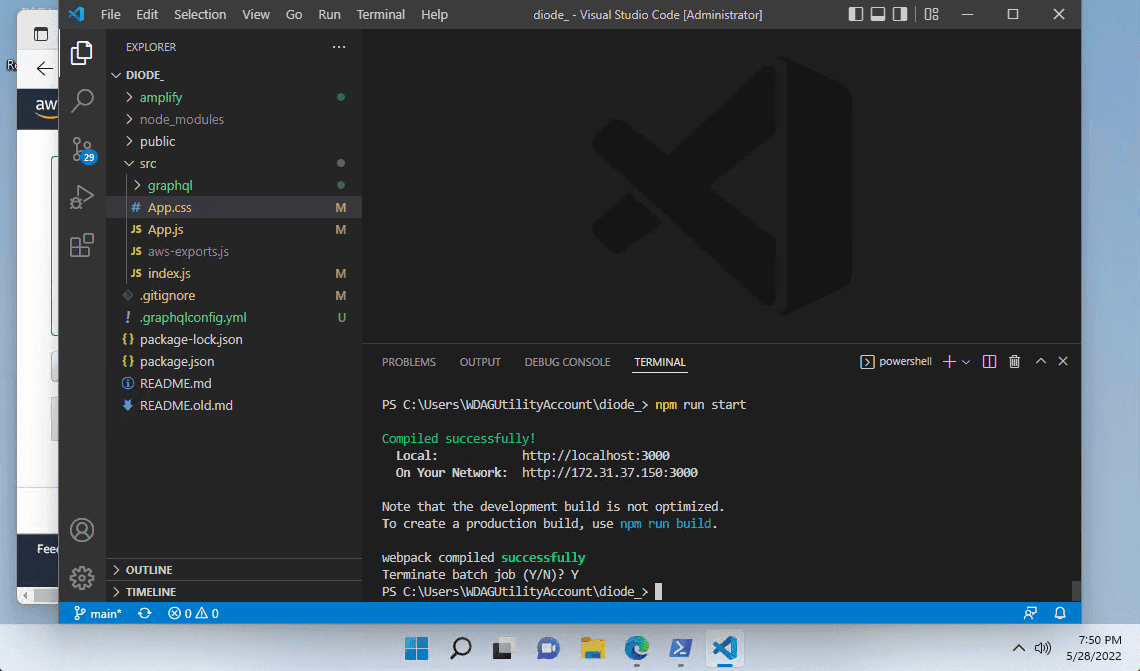 File Edit Selection View Go Run Terminal Help
diode_ - Visual Studio Code [Administrator]
Re
aws
EXPLORER
DIODE_
amplify
node_modules
public
src
graphql
# App.css M
JS App.js M
JS aws-exports.js
JS index.js M
.gitignore M
! .graphqlconfig.yml U
{} package-lock.json
{} package.json
README.md
README.old.md
29
OUTLINE
TIMELINE
Feed
PROBLEMS OUTPUT DEBUG CONSOLE TERMINAL
powershell
PS C:\Users\WDAGUtilityAccount\diode_> npm run start
Compiled successfully!
Local: http://localhost:3000
On Your Network: http://172.31.37.150:3000
Note that the development build is not optimized.
To create a production build, use npm run build.
webpack compiled successfully
Terminate batch job (Y/N)? Y
PS C:\Users\WDAGUtilityAccount\diode_>
main* 0 0
7:50 PM
5/28/2022